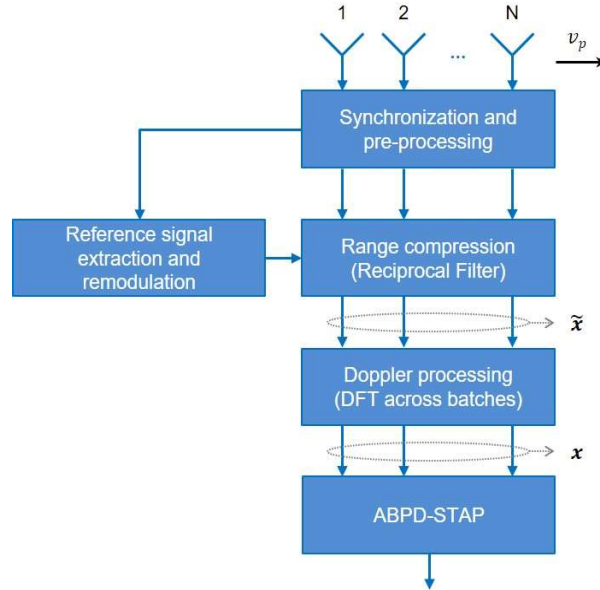 1 2 N
... v_p
Synchronization and
pre-processing
Reference signal
extraction and
remodulation
Range compression
(Reciprocal Filter)
x̃
Doppler processing
(DFT across batches)
x
ABPD-STAP